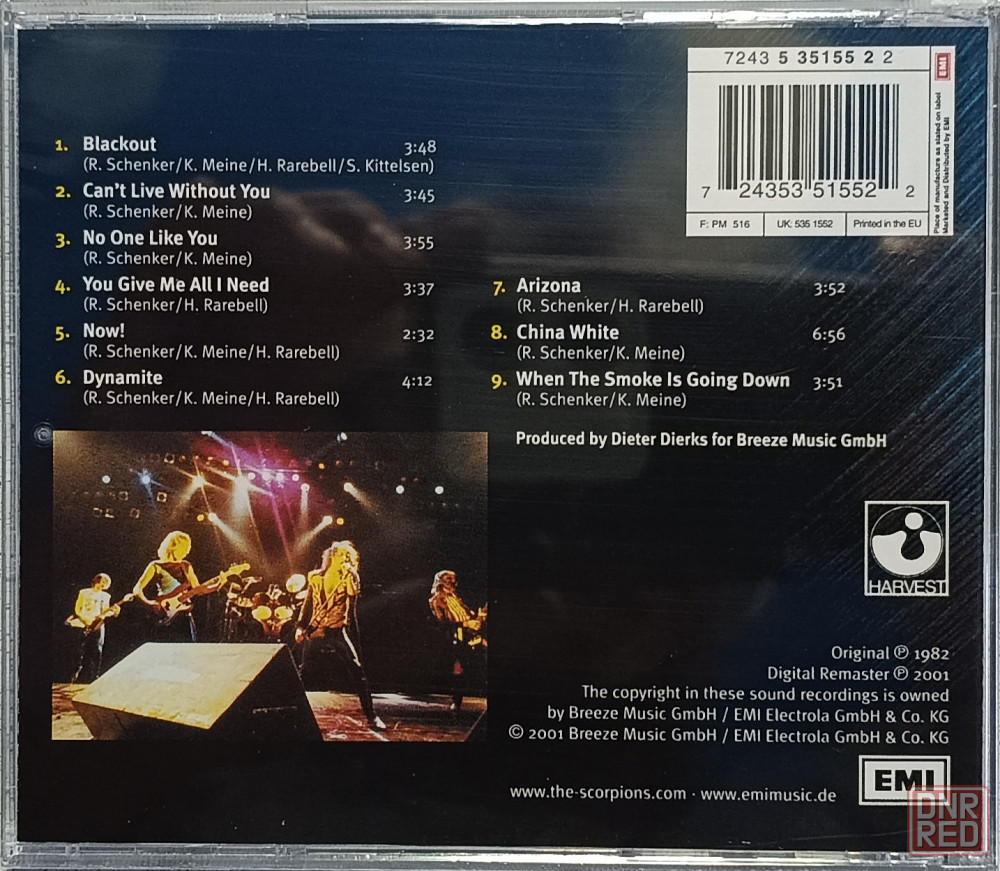 7243 5 35155 2 2
EMI
Place of manufacture as stated on label
Marketed and Distributed by EMI
7 24353 51552 2
F: PM 516
UK: 535 1552
Printed in the EU
1. Blackout 3:48
(R. Schenker/K. Meine/H. Rarebell/S. Kittelsen)
2. Can't Live Without You 3:45
(R. Schenker/K. Meine)
3. No One Like You 3:55
(R. Schenker/K. Meine)
4. You Give Me All I Need 3:37
(R. Schenker/H. Rarebell)
5. Now! 2:32
(R. Schenker/K. Meine/H. Rarebell)
6. Dynamite 4:12
(R. Schenker/K. Meine/H. Rarebell)
7. Arizona 3:52
(R. Schenker/H. Rarebell)
8. China White 6:56
(R. Schenker/K. Meine)
9. When The Smoke Is Going Down 3:51
(R. Schenker/K. Meine)
Produced by Dieter Dierks for Breeze Music GmbH
HARVEST
Original ℗ 1982
Digital Remaster ℗ 2001
The copyright in these sound recordings is owned
by Breeze Music GmbH / EMI Electrola GmbH & Co. KG
© 2001 Breeze Music GmbH / EMI Electrola GmbH & Co. KG
EMI
www.the-scorpions.com · www.emimusic.de
DNR
RED